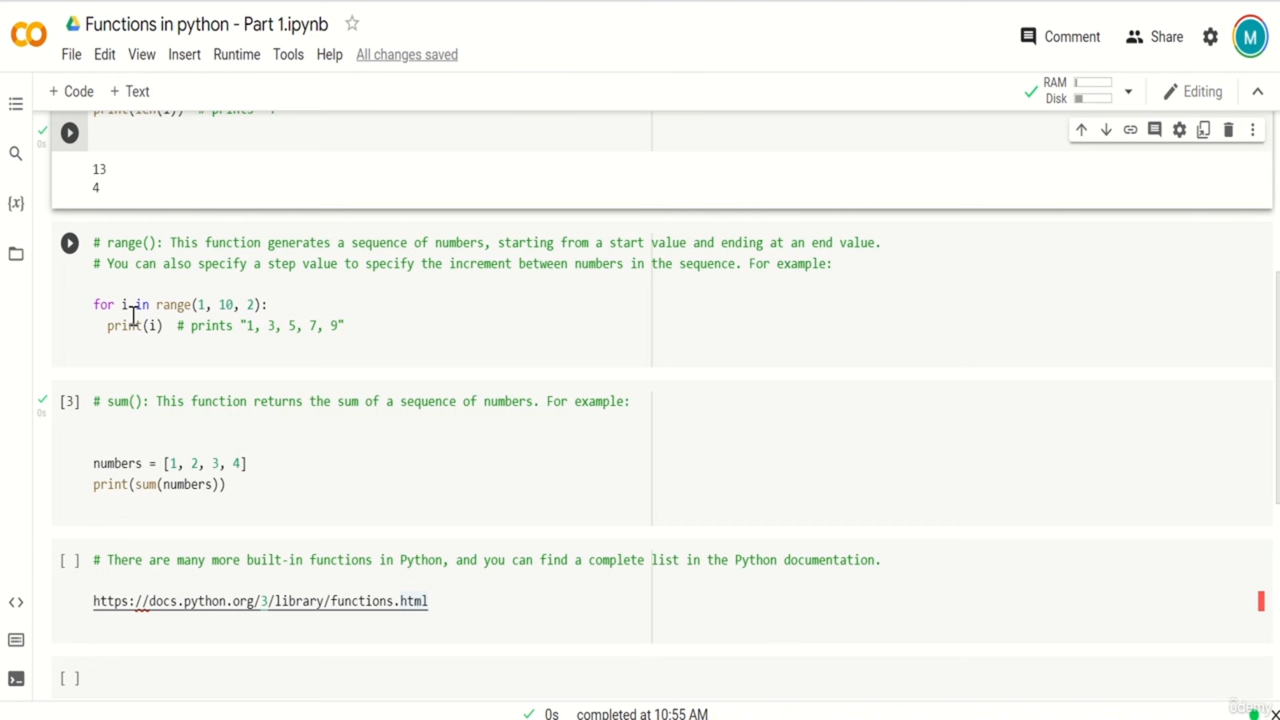 Functions in python - Part 1.ipynb
Comment
Share
M
File Edit View Insert Runtime Tools Help All changes saved
+ Code + Text
RAM
Disk
Editing
13
4
# range(): This function generates a sequence of numbers, starting from a start value and ending at an end value.
# You can also specify a step value to specify the increment between numbers in the sequence. For example:
for i in range(1, 10, 2):
print(i) # prints "1, 3, 5, 7, 9"
[3] # sum(): This function returns the sum of a sequence of numbers. For example:
0s
numbers = [1, 2, 3, 4]
print(sum(numbers))
[ ] # There are many more built-in functions in Python, and you can find a complete list in the Python documentation.
https://docs.python.org/3/library/functions.html
[ ]
0s completed at 10:55 AM
udemy